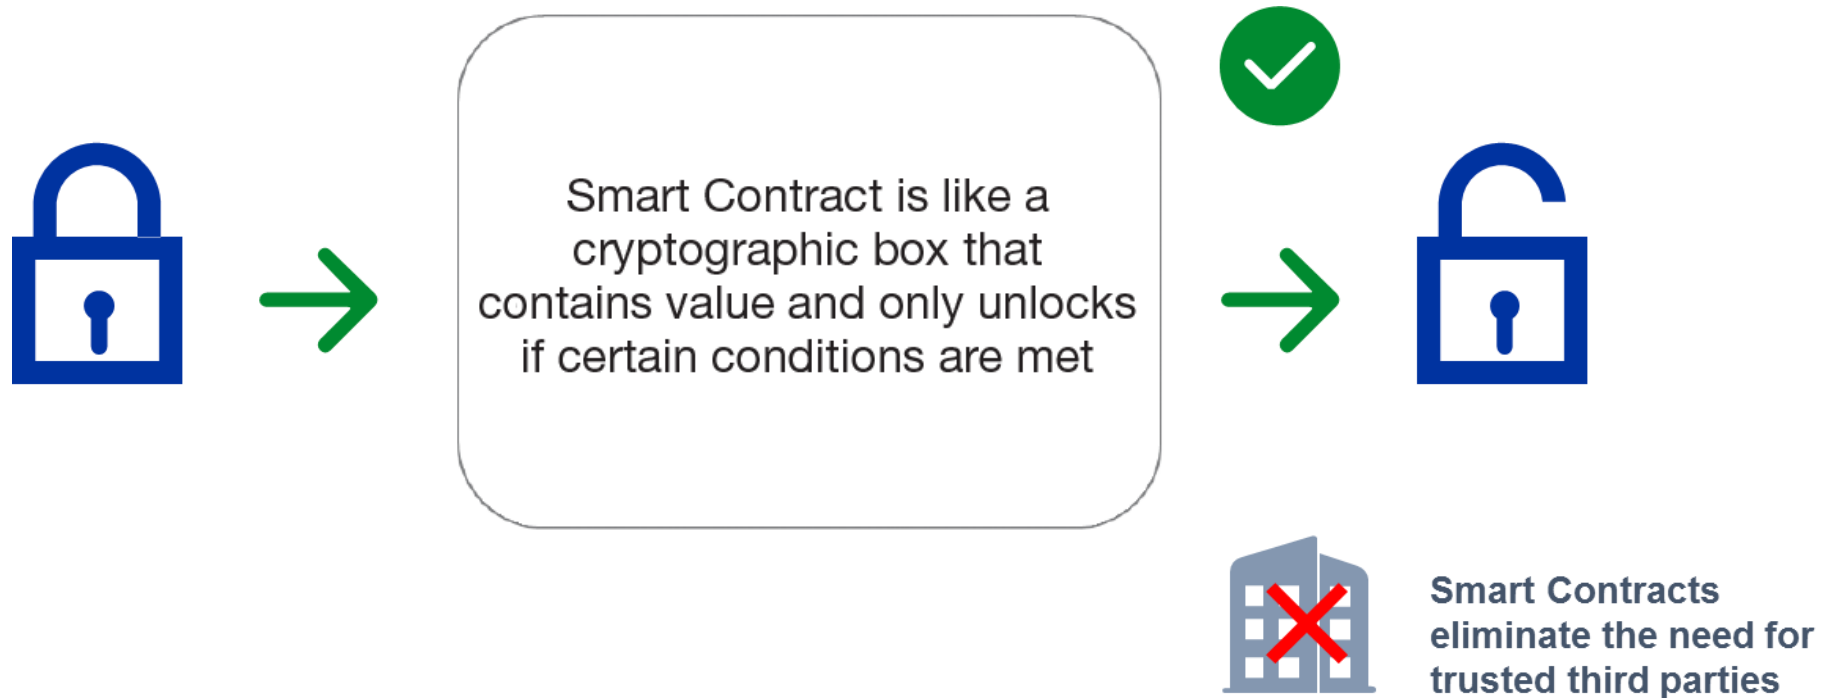 Smart Contract is like a
cryptographic box that
contains value and only unlocks
if certain conditions are met
Smart Contracts
eliminate the need for
trusted third parties